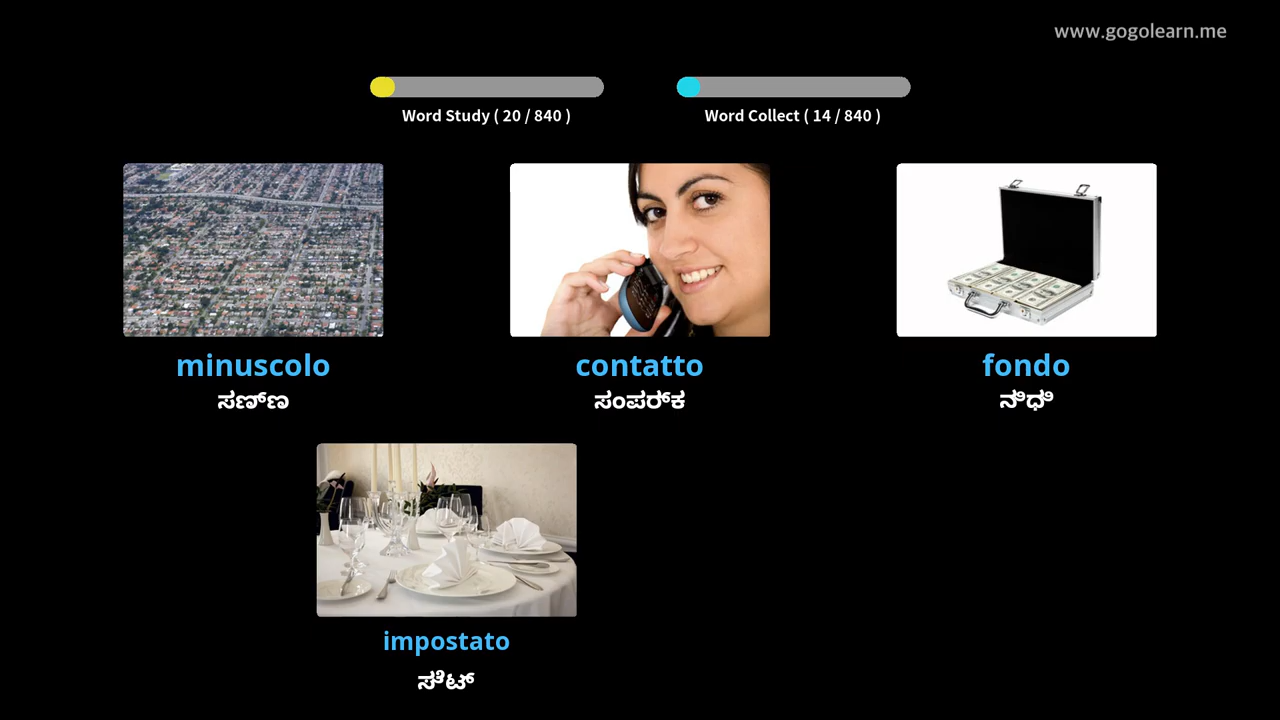 www.gogolearn.me
Word Study ( 20 / 840 )
Word Collect ( 14 / 840 )
minuscolo
contatto
fondo
ಸಣ್ಣ
ಸಂಪರ್ಕ
ನಿಧಿ
impostato
ಸೆಟ್